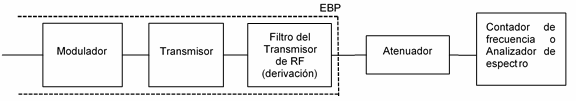 EBP
Modulador
Transmisor
Filtro del
Transmisor
de RF
(derivación)
Atenuador
Contador de
frecuencia o
Analizador de
espectro